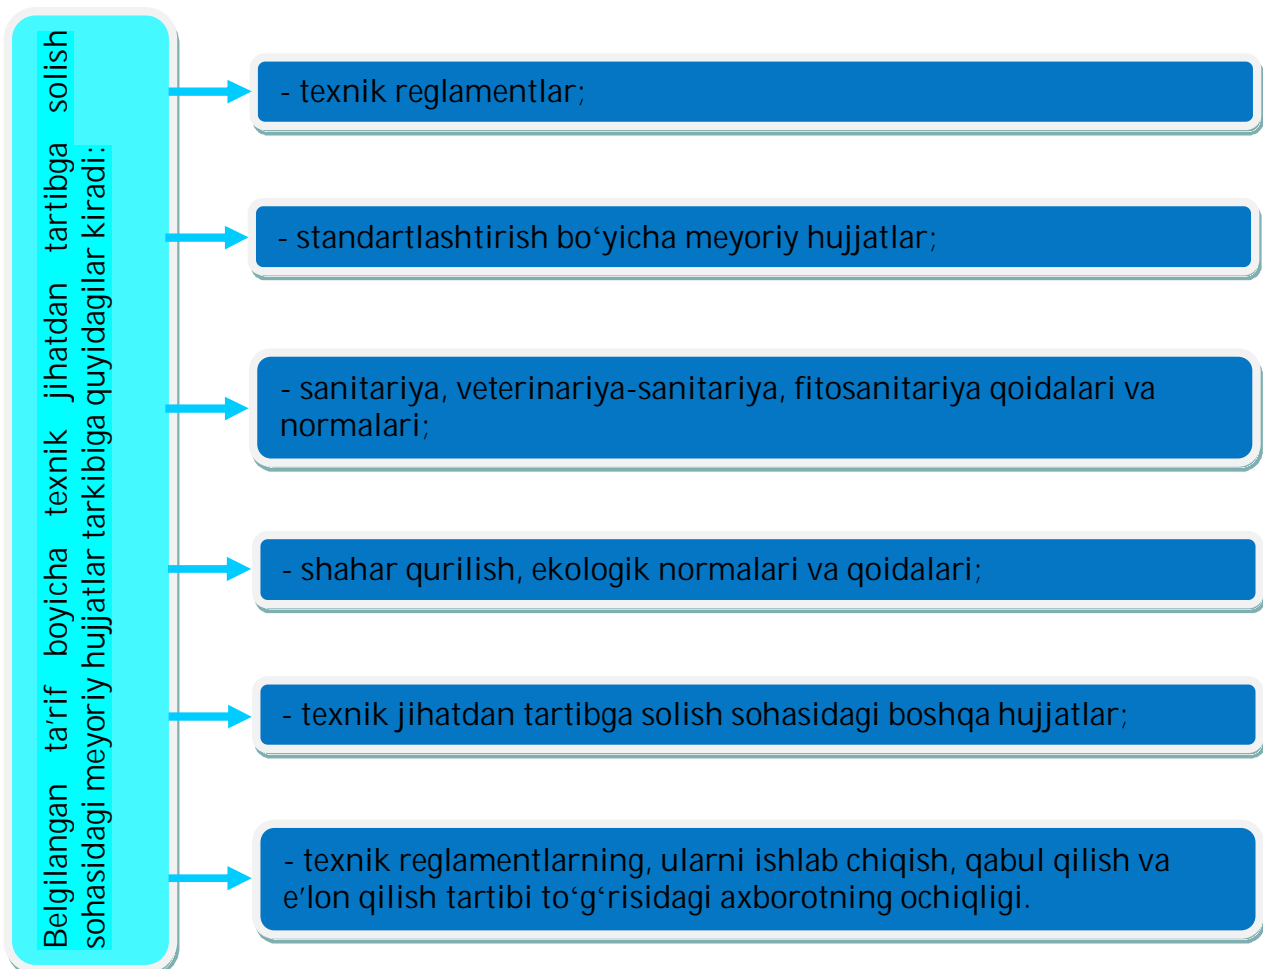 Belgilangan ta'rif boyicha texnik jihatdan tartibga solish
sohasidagi meyoriy hujjatlar tarkibiga quyidagilar kiradi:
- texnik reglamentlar;
- standartlashtirish bo‘yicha meyoriy hujjatlar;
- sanitariya, veterinariya-sanitariya, fitosanitariya qoidalari va
normalari;
- shahar qurilish, ekologik normalari va qoidalari;
- texnik jihatdan tartibga solish sohasidagi boshqa hujjatlar;
- texnik reglamentlarning, ularni ishlab chiqish, qabul qilish va
e'lon qilish tartibi to‘g‘risidagi axborotning ochiqligi.